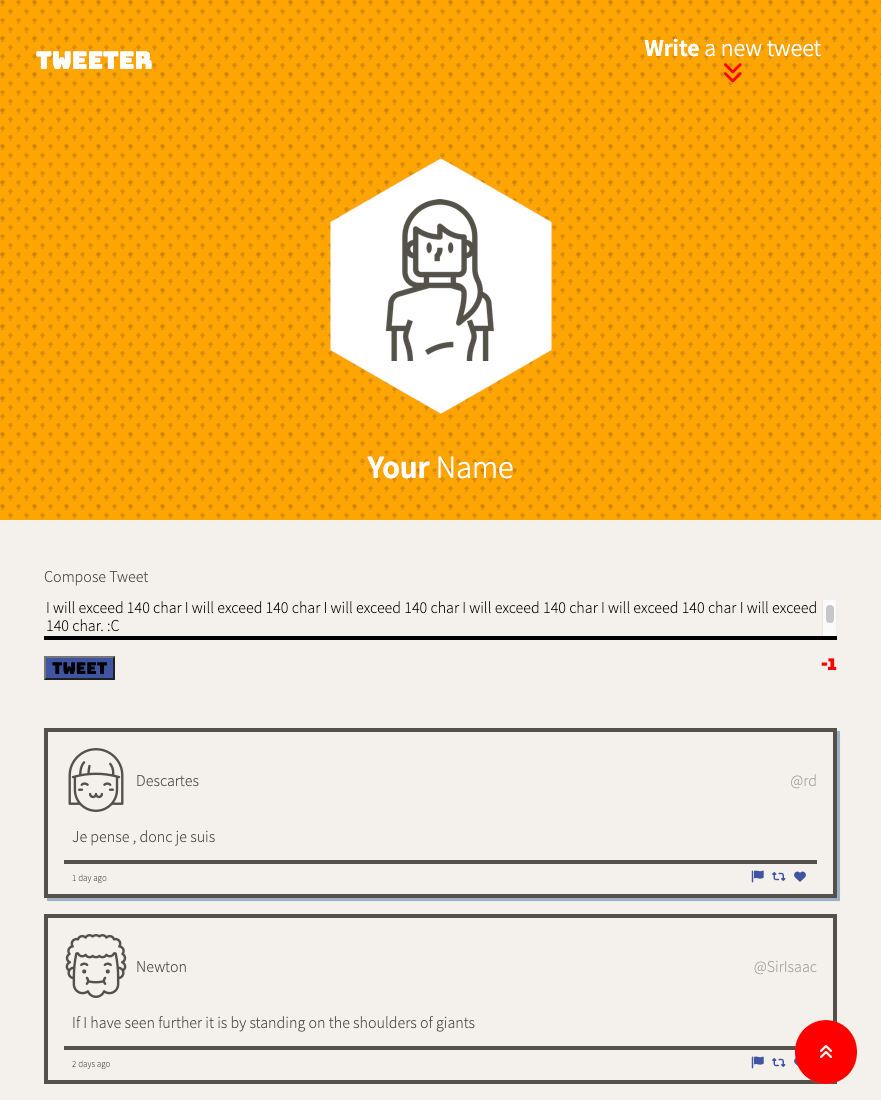 TWEETER
Write a new tweet
Your Name
Compose Tweet
I will exceed 140 char I will exceed 140 char I will exceed 140 char I will exceed 140 char I will exceed 140 char I will exceed
140 char. :C
TWEET
-1
Descartes
@rd
Je pense , donc je suis
1 day ago
Newton
@SirIsaac
If I have seen further it is by standing on the shoulders of giants
2 days ago